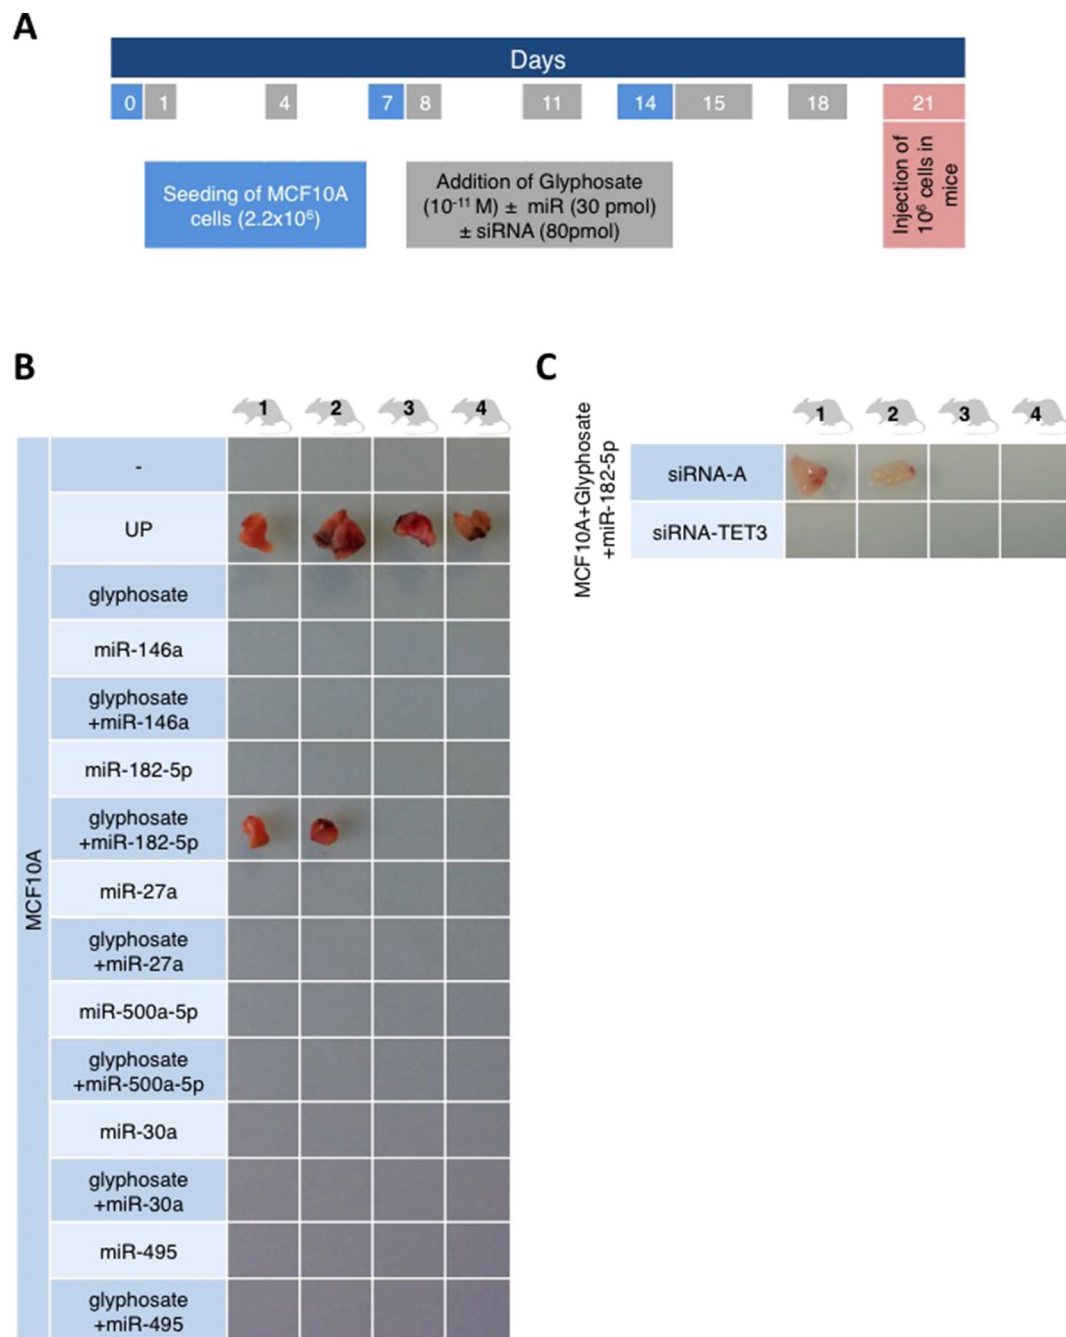 A
Days
0 1 4 7 8 11 14 15 18 21
Seeding of MCF10A
cells (2.2x10⁶)
Addition of Glyphosate
(10⁻¹¹ M) ± miR (30 pmol)
± siRNA (80pmol)
Injection of
10⁶ cells in
mice
B
1 2 3 4
MCF10A
-
UP
glyphosate
miR-146a
glyphosate
+miR-146a
miR-182-5p
glyphosate
+miR-182-5p
miR-27a
glyphosate
+miR-27a
miR-500a-5p
glyphosate
+miR-500a-5p
miR-30a
glyphosate
+miR-30a
miR-495
glyphosate
+miR-495
C
1 2 3 4
MCF10A+Glyphosate
+miR-182-5p
siRNA-A
siRNA-TET3